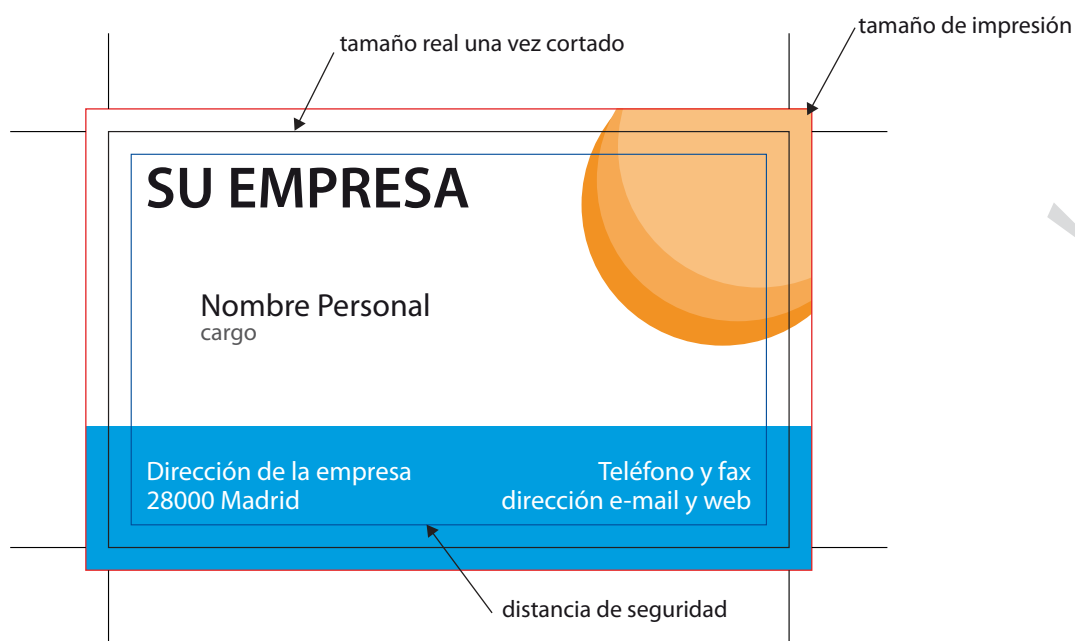 tamaño de impresión
tamaño real una vez cortado
SU EMPRESA
Nombre Personal
cargo
Dirección de la empresa
28000 Madrid
Teléfono y fax
dirección e-mail y web
distancia de seguridad